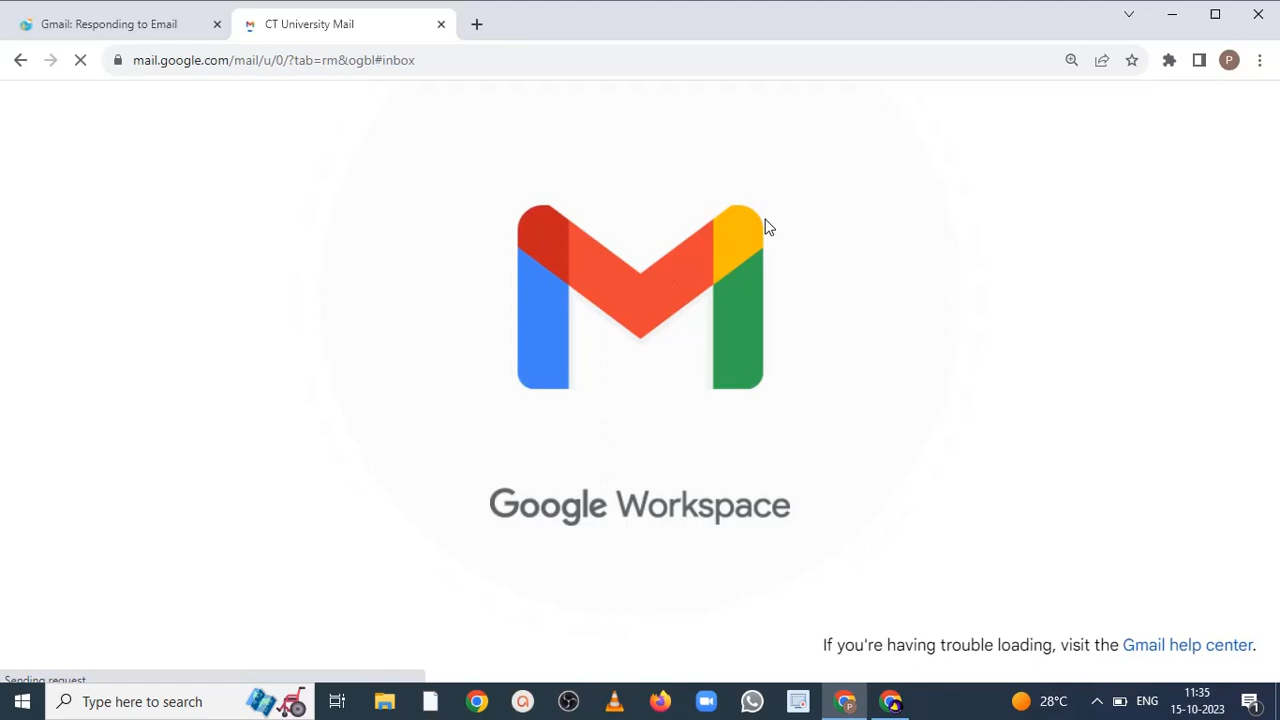 Gmail: Responding to Email
CT University Mail
mail.google.com/mail/u/0/?tab=rm&ogbl#inbox
P
Google Workspace
If you're having trouble loading, visit the Gmail help center.
Sending request
Type here to search
28°C
ENG
11:35
15-10-2023
1